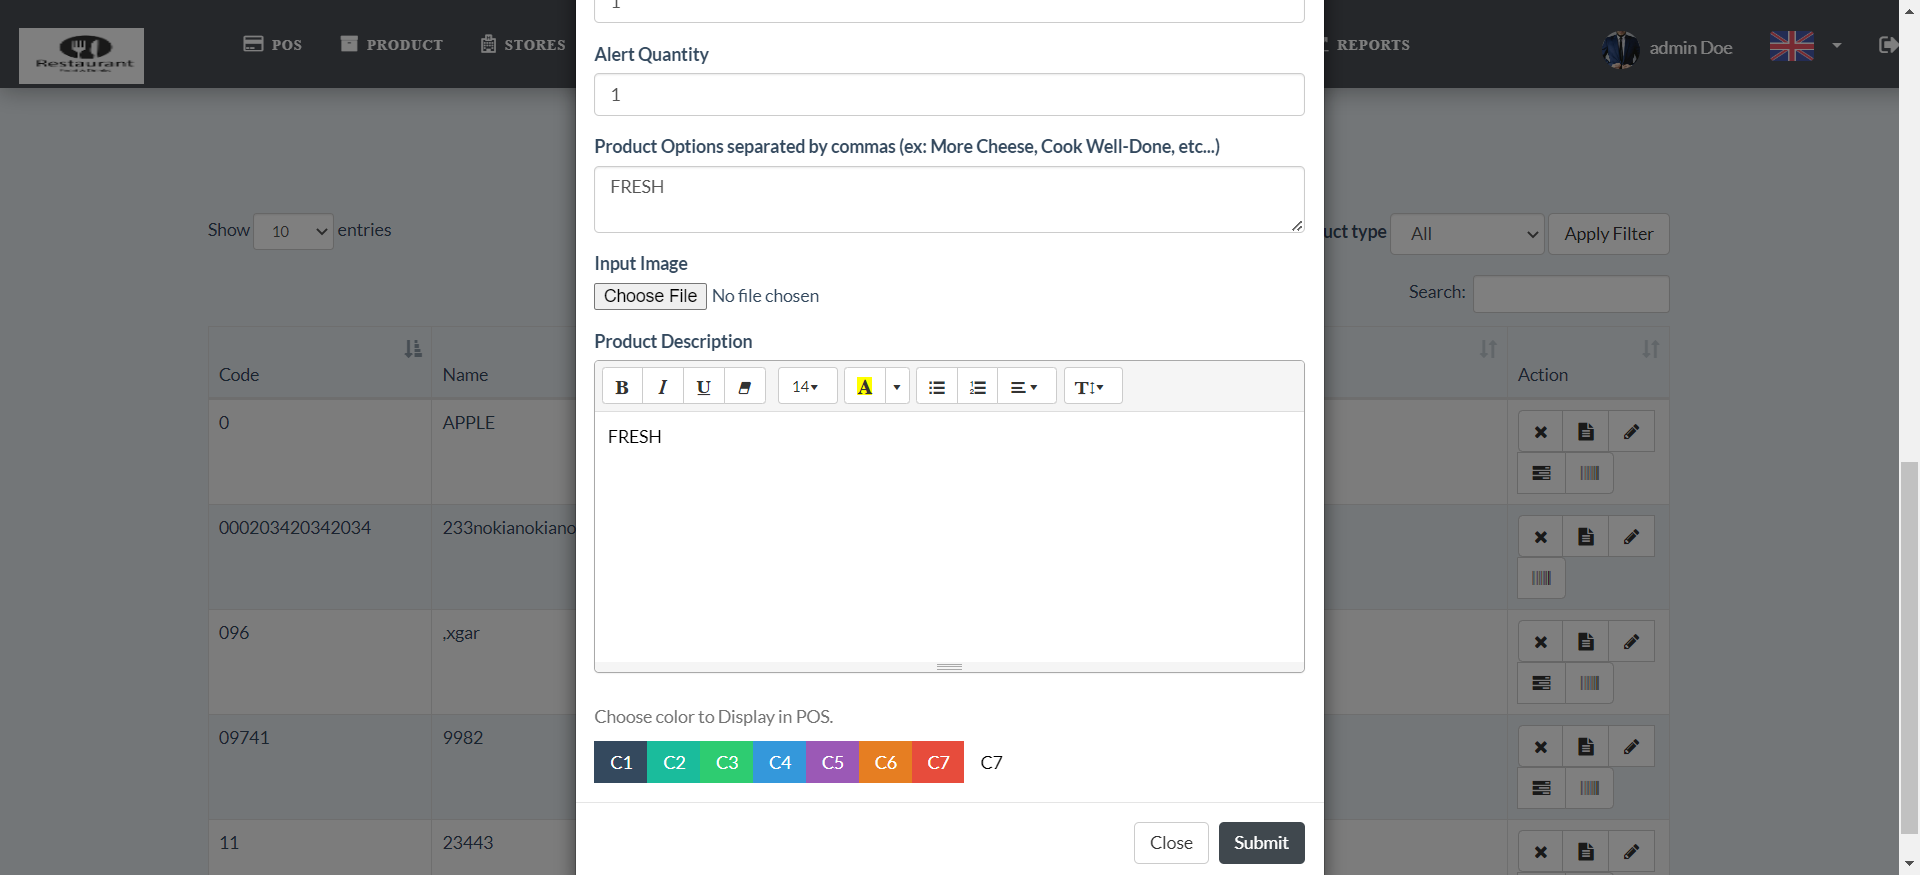 1
Restaurant
POS
PRODUCT
STORES
REPORTS
admin Doe
Alert Quantity
1
Product Options separated by commas (ex: More Cheese, Cook Well-Done, etc...)
FRESH
Show 10 entries
uct type All Apply Filter
Input Image
Choose File No file chosen
Search:
Product Description
Code Name Action
B I U 14 A T
FRESH
0 APPLE
000203420342034 233nokianokiano
096 ,xgar
09741 9982
11 23443
Choose color to Display in POS.
C1 C2 C3 C4 C5 C6 C7 C7
Close Submit